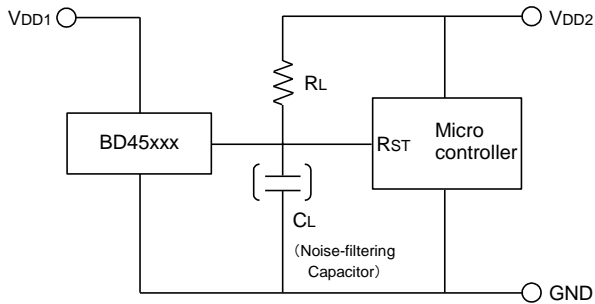 VDD1
VDD2
RL
BD45xxx
RST
Micro
controller
CL
（Noise-filtering
Capacitor）
GND